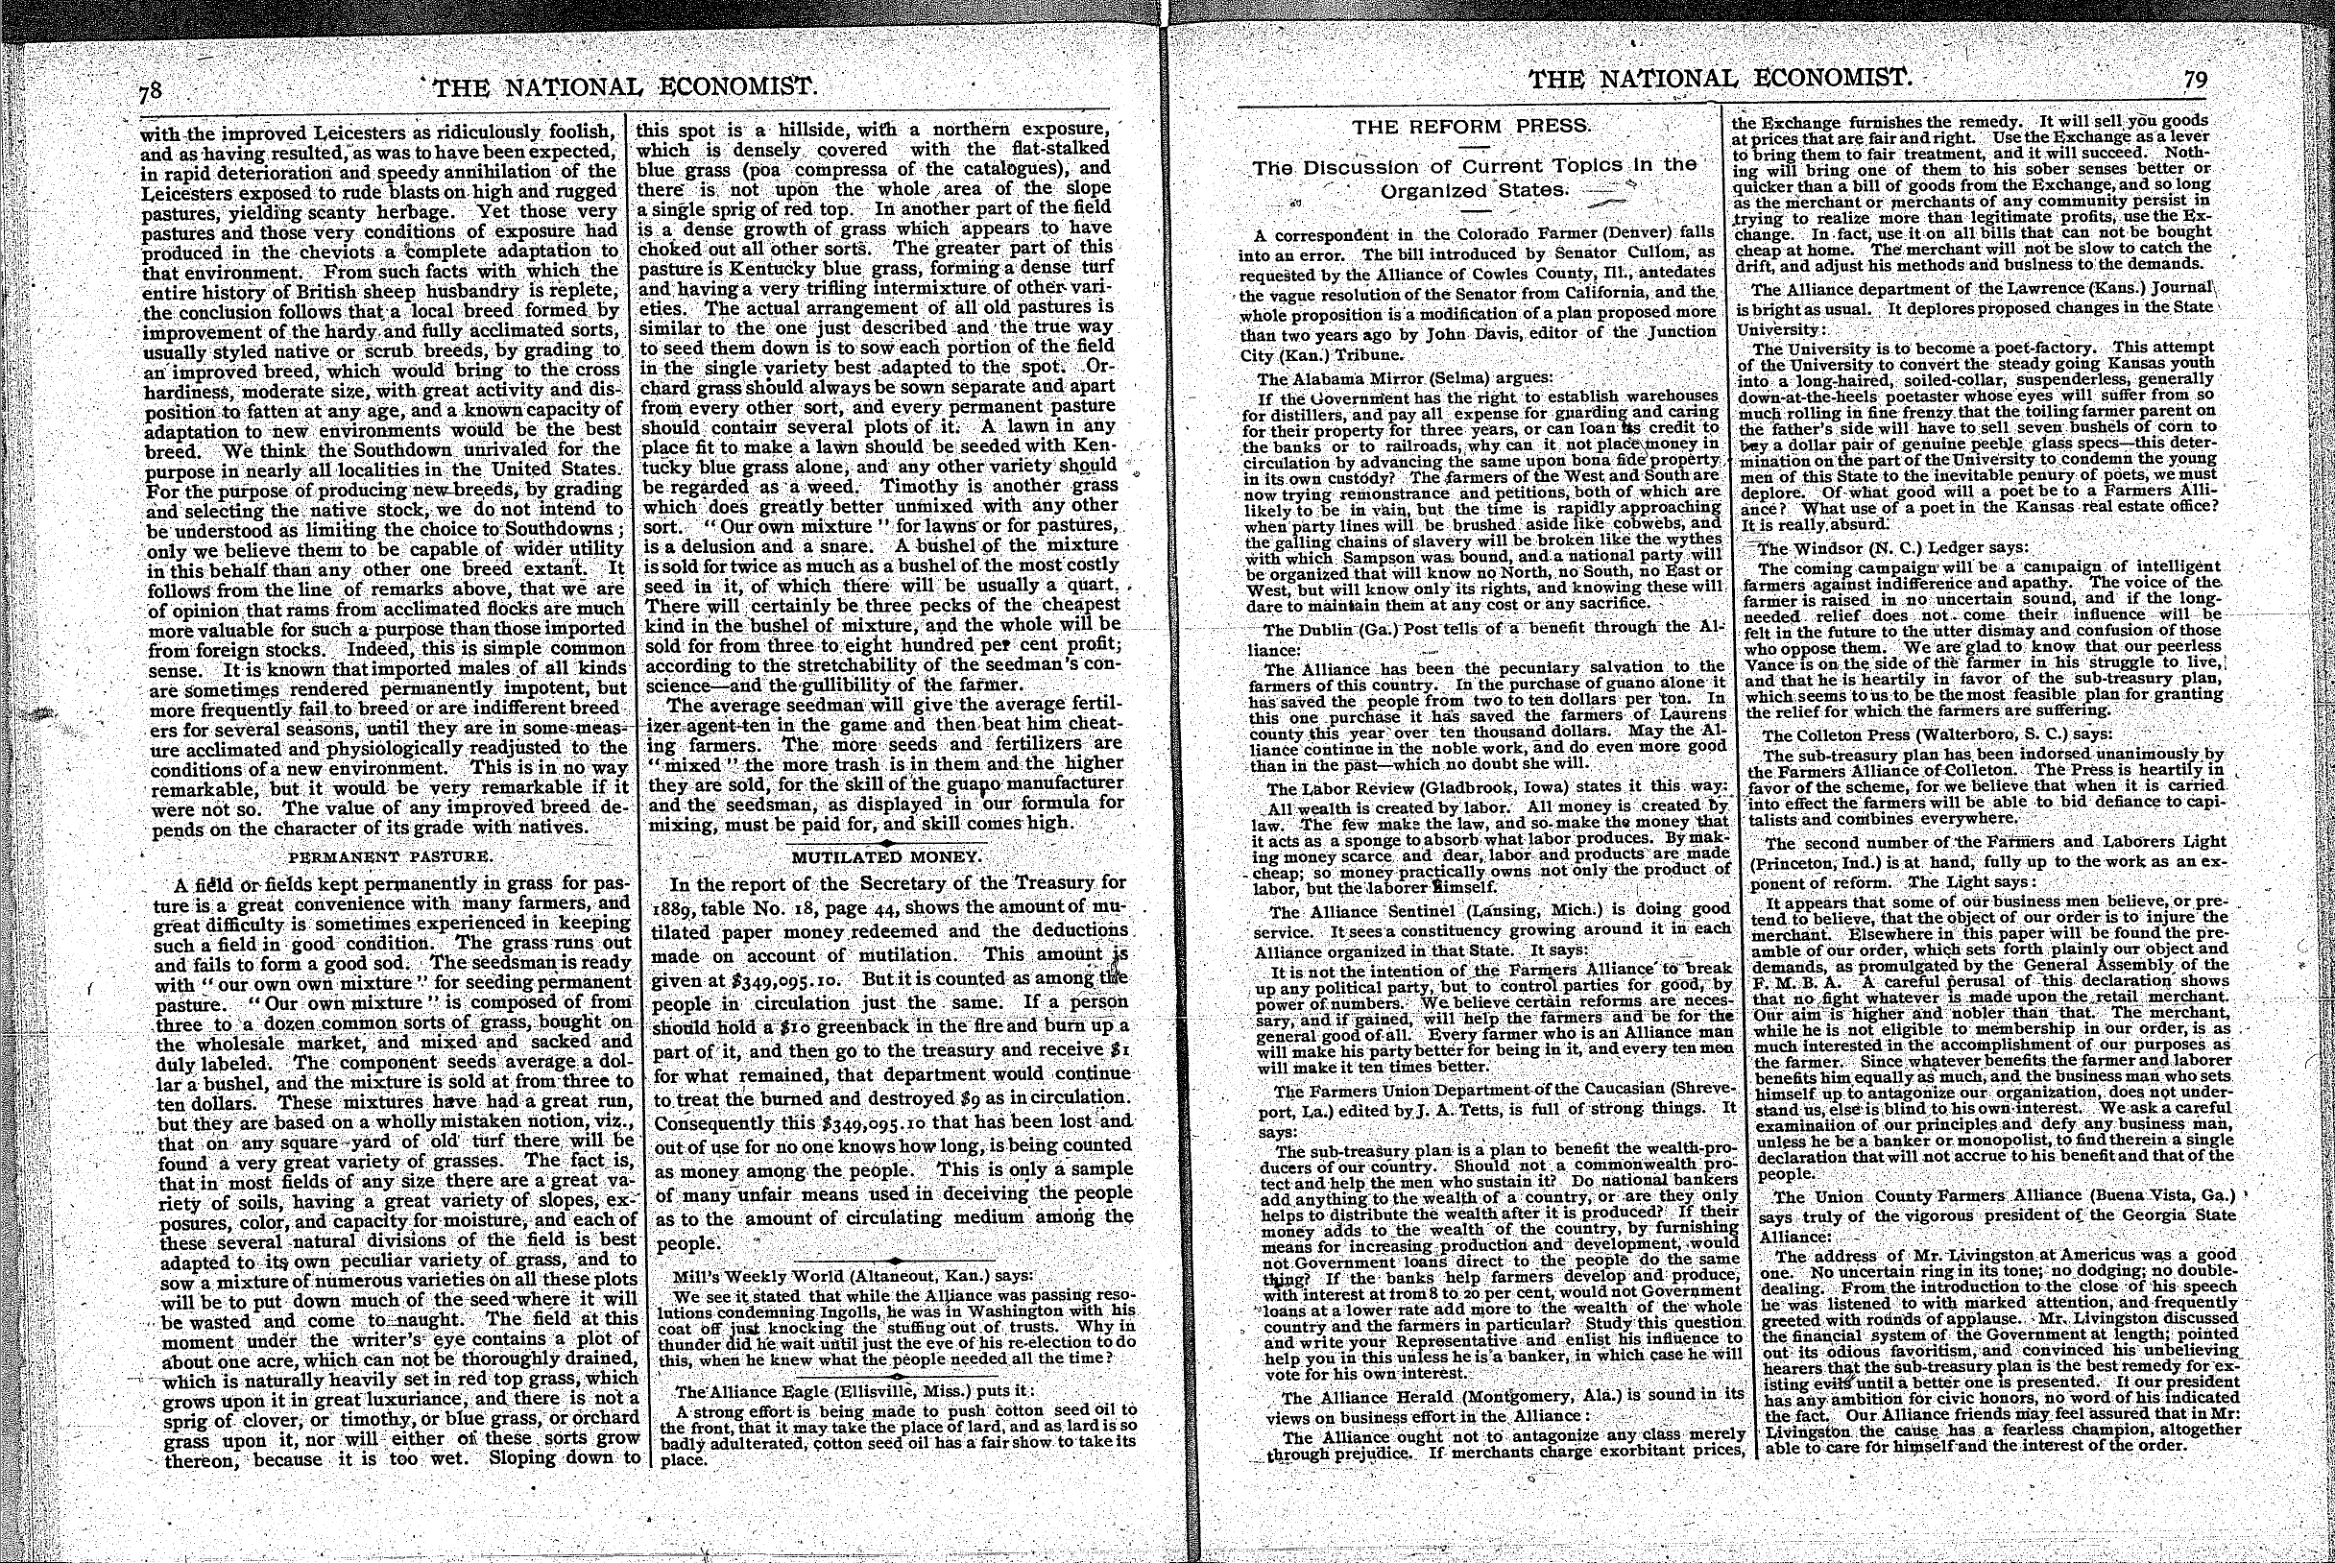 78
THE NATIONAL ECONOMIST.
with the improved Leicesters as ridiculously foolish,
and as having resulted, as was to have been expected,
in rapid deterioration and speedy annihilation of the
Leicesters exposed to rude blasts on high and rugged
pastures, yielding scanty herbage. Yet those very
pastures and those very conditions of exposure had
produced in the cheviots a complete adaptation to
that environment. From such facts with which the
entire history of British sheep husbandry is replete,
the conclusion follows that a local breed formed by
improvement of the hardy and fully acclimated sorts,
usually styled native or scrub breeds, by grading to
an improved breed, which would bring to the cross
hardiness, moderate size, with great activity and dis-
position to fatten at any age, and a known capacity of
adaptation to new environments would be the best
breed. We think the Southdown unrivaled for the
purpose in nearly all localities in the United States.
For the purpose of producing new breeds, by grading
and selecting the native stock, we do not intend to
be understood as limiting the choice to Southdowns;
only we believe them to be capable of wider utility
in this behalf than any other one breed extant. It
follows from the line of remarks above, that we are
of opinion that rams from acclimated flocks are much
more valuable for such a purpose than those imported
from foreign stocks. Indeed, this is simple common
sense. It is known that imported males of all kinds
are sometimes rendered permanently impotent, but
more frequently fail to breed or are indifferent breed
ers for several seasons, until they are in some meas-
ure acclimated and physiologically readjusted to the
conditions of a new environment. This is in no way
remarkable, but it would be very remarkable if it
were not so. The value of any improved breed de-
pends on the character of its grade with natives.
PERMANENT PASTURE.
A field or fields kept permanently in grass for pas-
ture is a great convenience with many farmers, and
great difficulty is sometimes experienced in keeping
such a field in good condition. The grass runs out
and fails to form a good sod. The seedsman is ready
with "our own own mixture" for seeding permanent
pasture. "Our own mixture" is composed of from
three to a dozen common sorts of grass, bought on
the wholesale market, and mixed and sacked and
duly labeled. The component seeds average a dol-
lar a bushel, and the mixture is sold at from three to
ten dollars. These mixtures have had a great run,
but they are based on a wholly mistaken notion, viz.,
that on any square yard of old turf there will be
found a very great variety of grasses. The fact is,
that in most fields of any size there are a great va-
riety of soils, having a great variety of slopes, ex-
posures, color, and capacity for moisture, and each of
these several natural divisions of the field is best
adapted to its own peculiar variety of grass, and to
sow a mixture of numerous varieties on all these plots
will be to put down much of the seed where it will
be wasted and come to naught. The field at this
moment under the writer's eye contains a plot of
about one acre, which can not be thoroughly drained,
which is naturally heavily set in red top grass, which
grows upon it in great luxuriance, and there is not a
sprig of clover, or timothy, or blue grass, or orchard
grass upon it, nor will either of these sorts grow
thereon, because it is too wet. Sloping down to
this spot is a hillside, with a northern exposure,
which is densely covered with the flat-stalked
blue grass (poa compressa of the catalogues), and
there is not upon the whole area of the slope
a single sprig of red top. In another part of the field
is a dense growth of grass which appears to have
choked out all other sorts. The greater part of this
pasture is Kentucky blue grass, forming a dense turf
and having a very trifling intermixture of other vari-
eties. The actual arrangement of all old pastures is
similar to the one just described and the true way
to seed them down is to sow each portion of the field
in the single variety best adapted to the spot. Or-
chard grass should always be sown separate and apart
from every other sort, and every permanent pasture
should contain several plots of it. A lawn in any
place fit to make a lawn should be seeded with Ken-
tucky blue grass alone, and any other variety should
be regarded as a weed. Timothy is another grass
which does greatly better unmixed with any other
sort. "Our own mixture" for lawns or for pastures,
is a delusion and a snare. A bushel of the mixture
is sold for twice as much as a bushel of the most costly
seed in it, of which there will be usually a quart.
There will certainly be three pecks of the cheapest
kind in the bushel of mixture, and the whole will be
sold for from three to eight hundred per cent profit;
according to the stretchability of the seedman's con-
science—and the gullibility of the farmer.
The average seedman will give the average fertil-
izer agent ten in the game and then beat him cheat-
ing farmers. The more seeds and fertilizers are
"mixed" the more trash is in them and the higher
they are sold, for the skill of the guano manufacturer
and the seedsman, as displayed in our formula for
mixing, must be paid for, and skill comes high.
MUTILATED MONEY.
In the report of the Secretary of the Treasury for
1889, table No. 18, page 44, shows the amount of mu-
tilated paper money redeemed and the deductions
made on account of mutilation. This amount is
given at $349,095.10. But it is counted as among the
people in circulation just the same. If a person
should hold a $10 greenback in the fire and burn up a
part of it, and then go to the treasury and receive $1
for what remained, that department would continue
to treat the burned and destroyed $9 as in circulation.
Consequently this $349,095.10 that has been lost and
out of use for no one knows how long, is being counted
as money among the people. This is only a sample
of many unfair means used in deceiving the people
as to the amount of circulating medium among the
people.
Mill's Weekly World (Altaneout, Kan.) says:
We see it stated that while the Alliance was passing reso-
lutions condemning Ingolls, he was in Washington with his
coat off just knocking the stuffing out of trusts. Why in
thunder did he wait until just the eve of his re-election to do
this, when he knew what the people needed all the time?
The Alliance Eagle (Ellisville, Miss.) puts it:
A strong effort is being made to push cotton seed oil to
the front, that it may take the place of lard, and as lard is so
badly adulterated, cotton seed oil has a fair show to take its
place.
THE NATIONAL ECONOMIST.
79
THE REFORM PRESS.
The Discussion of Current Topics in the
Organized States.
A correspondent in the Colorado Farmer (Denver) falls
into an error. The bill introduced by Senator Cullom, as
requested by the Alliance of Cowles County, Ill., antedates
the vague resolution of the Senator from California, and the
whole proposition is a modification of a plan proposed more
than two years ago by John Davis, editor of the Junction
City (Kan.) Tribune.
The Alabama Mirror (Selma) argues:
If the Government has the right to establish warehouses
for distillers, and pay all expense for guarding and caring
for their property for three years, or can loan its credit to
the banks or to railroads, why can it not place money in
circulation by advancing the same upon bona fide property
in its own custody? The farmers of the West and South are
now trying remonstrance and petitions, both of which are
likely to be in vain, but the time is rapidly approaching
when party lines will be brushed aside like cobwebs, and
the galling chains of slavery will be broken like the wythes
with which Sampson was bound, and a national party will
be organized that will know no North, no South, no East or
West, but will know only its rights, and knowing these will
dare to maintain them at any cost or any sacrifice.
The Dublin (Ga.) Post tells of a benefit through the Al-
liance:
The Alliance has been the pecuniary salvation to the
farmers of this country. In the purchase of guano alone it
has saved the people from two to ten dollars per ton. In
this one purchase it has saved the farmers of Laurens
county this year over ten thousand dollars. May the Al-
liance continue in the noble work, and do even more good
than in the past—which no doubt she will.
The Labor Review (Gladbrook, Iowa) states it this way:
All wealth is created by labor. All money is created by
law. The few make the law, and so make the money that
it acts as a sponge to absorb what labor produces. By mak-
ing money scarce and dear, labor and products are made
cheap; so money practically owns not only the product of
labor, but the laborer himself.
The Alliance Sentinel (Lansing, Mich.) is doing good
service. It sees a constituency growing around it in each
Alliance organized in that State. It says:
It is not the intention of the Farmers Alliance to break
up any political party, but to control parties for good, by
power of numbers. We believe certain reforms are neces-
sary, and if gained, will help the farmers and be for the
general good of all. Every farmer who is an Alliance man
will make his party better for being in it, and every ten men
will make it ten times better.
The Farmers Union Department of the Caucasian (Shreve-
port, La.) edited by J. A. Tetts, is full of strong things. It
says:
The sub-treasury plan is a plan to benefit the wealth-pro-
ducers of our country. Should not a commonwealth pro-
tect and help the men who sustain it? Do national bankers
add anything to the wealth of a country, or are they only
helps to distribute the wealth after it is produced? If their
money adds to the wealth of the country, by furnishing
means for increasing production and development, would
not Government loans direct to the people do the same
thing? If the banks help farmers develop and produce,
with interest at from 8 to 20 per cent, would not Government
loans at a lower rate add more to the wealth of the whole
country and the farmers in particular? Study this question
and write your Representative and enlist his influence to
help you in this unless he is a banker, in which case he will
vote for his own interest.
The Alliance Herald (Montgomery, Ala.) is sound in its
views on business effort in the Alliance:
The Alliance ought not to antagonize any class merely
through prejudice. If merchants charge exorbitant prices,
the Exchange furnishes the remedy. It will sell you goods
at prices that are fair and right. Use the Exchange as a lever
to bring them to fair treatment, and it will succeed. Noth-
ing will bring one of them to his sober senses better or
quicker than a bill of goods from the Exchange, and so long
as the merchant or merchants of any community persist in
trying to realize more than legitimate profits, use the Ex-
change. In fact, use it on all bills that can not be bought
cheap at home. The merchant will not be slow to catch the
drift, and adjust his methods and business to the demands.
The Alliance department of the Lawrence (Kans.) Journal
is bright as usual. It deplores proposed changes in the State
University:
The University is to become a poet-factory. This attempt
of the University to convert the steady going Kansas youth
into a long-haired, soiled-collar, suspenderless, generally
down-at-the-heels poetaster whose eyes will suffer from so
much rolling in fine frenzy that the toiling farmer parent on
the father's side will have to sell seven bushels of corn to
buy a dollar pair of genuine peeble glass specs—this deter-
mination on the part of the University to condemn the young
men of this State to the inevitable penury of poets, we must
deplore. Of what good will a poet be to a Farmers Alli-
ance? What use of a poet in the Kansas real estate office?
It is really absurd.
The Windsor (N. C.) Ledger says:
The coming campaign will be a campaign of intelligent
farmers against indifference and apathy. The voice of the
farmer is raised in no uncertain sound, and if the long-
needed relief does not come their influence will be
felt in the future to the utter dismay and confusion of those
who oppose them. We are glad to know that our peerless
Vance is on the side of the farmer in his struggle to live,
and that he is heartily in favor of the sub-treasury plan,
which seems to us to be the most feasible plan for granting
the relief for which the farmers are suffering.
The Colleton Press (Walterboro, S. C.) says:
The sub-treasury plan has been indorsed unanimously by
the Farmers Alliance of Colleton. The Press is heartily in
favor of the scheme, for we believe that when it is carried
into effect the farmers will be able to bid defiance to capi-
talists and combines everywhere.
The second number of the Farmers and Laborers Light
(Princeton, Ind.) is at hand, fully up to the work as an ex-
ponent of reform. The Light says:
It appears that some of our business men believe, or pre-
tend to believe, that the object of our order is to injure the
merchant. Elsewhere in this paper will be found the pre-
amble of our order, which sets forth plainly our object and
demands, as promulgated by the General Assembly of the
F. M. B. A. A careful perusal of this declaration shows
that no fight whatever is made upon the retail merchant.
Our aim is higher and nobler than that. The merchant,
while he is not eligible to membership in our order, is as
much interested in the accomplishment of our purposes as
the farmer. Since whatever benefits the farmer and laborer
benefits him equally as much, and the business man who sets
himself up to antagonize our organization, does not under-
stand us, else is blind to his own interest. We ask a careful
examination of our principles and defy any business man,
unless he be a banker or monopolist, to find therein a single
declaration that will not accrue to his benefit and that of the
people.
The Union County Farmers Alliance (Buena Vista, Ga.)
says truly of the vigorous president of the Georgia State
Alliance:
The address of Mr. Livingston at Americus was a good
one. No uncertain ring in its tone; no dodging; no double-
dealing. From the introduction to the close of his speech
he was listened to with marked attention, and frequently
greeted with rounds of applause. Mr. Livingston discussed
the financial system of the Government at length; pointed
out its odious favoritism, and convinced his unbelieving
hearers that the sub-treasury plan is the best remedy for ex-
isting evils until a better one is presented. If our president
has any ambition for civic honors, no word of his indicated
the fact. Our Alliance friends may feel assured that in Mr.
Livingston the cause has a fearless champion, altogether
able to care for himself and the interest of the order.